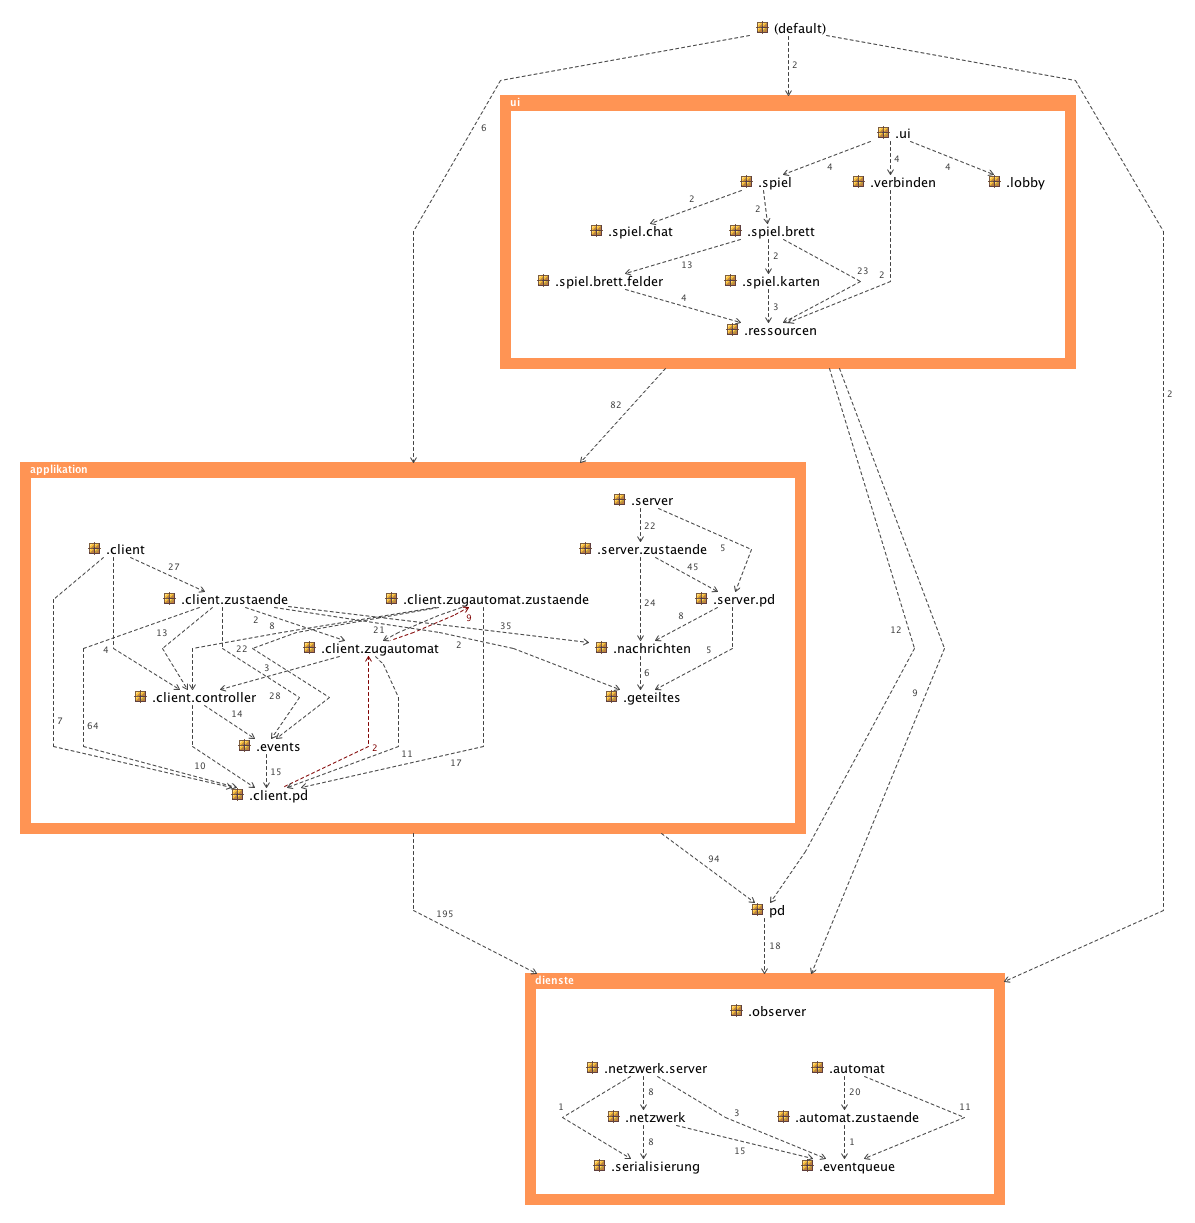 (default)
2
6
ui
.ui
4
4
4
.spiel
.verbinden
.lobby
2
2
.spiel.chat
.spiel.brett
13
2
23
2
.spiel.brett.felder
.spiel.karten
4
3
.ressourcen
2
82
applikation
.server
22
5
.client
.server.zustaende
27
45
.client.zustaende
.client.zugautomat.zustaende
24
.server.pd
2
8
21
9
35
8
13
4
22
2
5
.client.zugautomat
.nachrichten
3
6
12
9
.client.controller
28
.geteiltes
14
7
64
.events
2
11
17
10
15
.client.pd
94
195
pd
18
dienste
.observer
.netzwerk.server
.automat
8
20
1
3
11
.netzwerk
.automat.zustaende
8
15
1
.serialisierung
.eventqueue